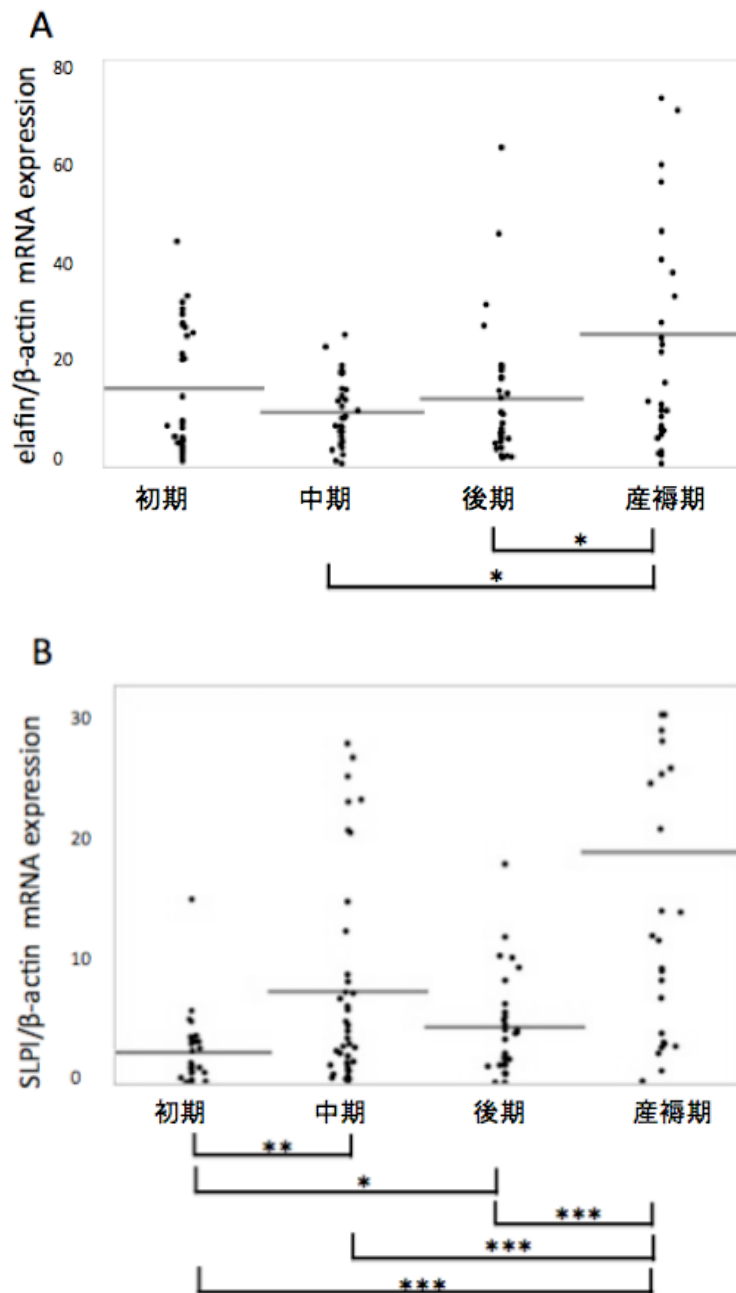 A
80
60
40
20
0
elafin/β-actin mRNA expression
初期 中期 後期 産褥期
*
*
B
30
20
10
0
SLPI/β-actin mRNA expression
初期 中期 後期 産褥期
**
*
***
***
***